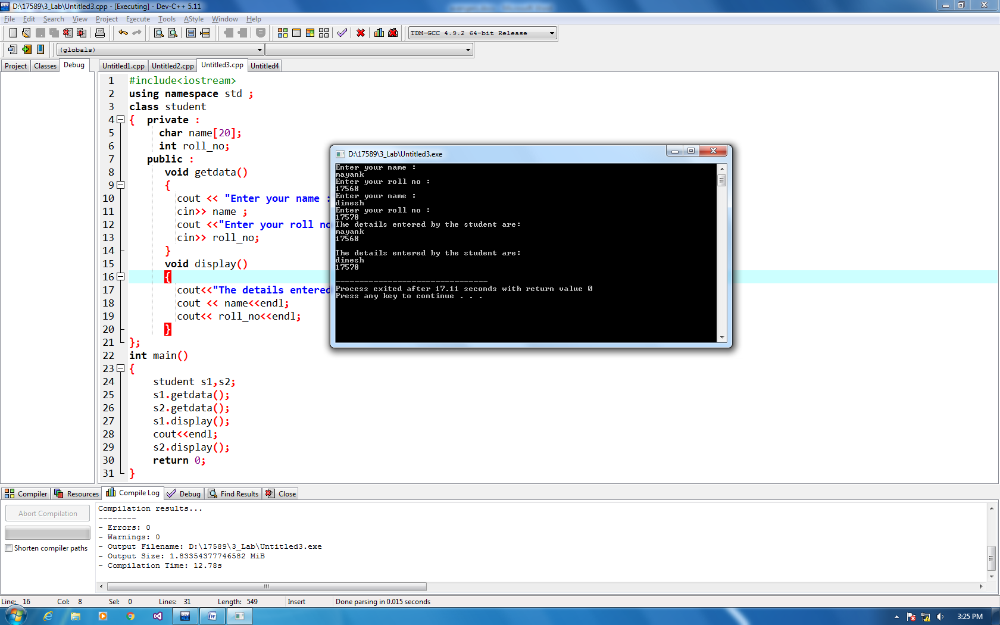 D:\17589\3_Lab\Untitled3.cpp - [Executing] - Dev-C++ 5.11
File Edit Search View Project Execute Tools AStyle Window Help
TDM-GCC 4.9.2 64-bit Release
(globals)
Project Classes Debug
Untitled1.cpp Untitled2.cpp Untitled3.cpp Untitled4
1 #include<iostream>
2 using namespace std ;
3 class student
4 { private :
5 char name[20];
6 int roll_no;
7 public :
8 void getdata()
9 {
10 cout << "Enter your name :
11 cin>> name ;
12 cout <<"Enter your roll no
13 cin>> roll_no;
14 }
15 void display()
16 {
17 cout<<"The details entered
18 cout << name<<endl;
19 cout<< roll_no<<endl;
20 }
21 };
22 int main()
23 {
24 student s1,s2;
25 s1.getdata();
26 s2.getdata();
27 s1.display();
28 cout<<endl;
29 s2.display();
30 return 0;
31 }
D:\17589\3_Lab\Untitled3.exe
Enter your name :
mayank
Enter your roll no :
17568
Enter your name :
dinesh
Enter your roll no :
17578
The details entered by the student are:
mayank
17568
The details entered by the student are:
dinesh
17578
--------------------------------
Process exited after 17.11 seconds with return value 0
Press any key to continue . . .
Compiler Resources Compile Log Debug Find Results Close
Abort Compilation
Shorten compiler paths
Compilation results...
--------
- Errors: 0
- Warnings: 0
- Output Filename: D:\17589\3_Lab\Untitled3.exe
- Output Size: 1.83354377746582 MiB
- Compilation Time: 12.78s
Line: 16 Col: 8 Sel: 0 Lines: 31 Length: 549 Insert Done parsing in 0.015 seconds
3:25 PM